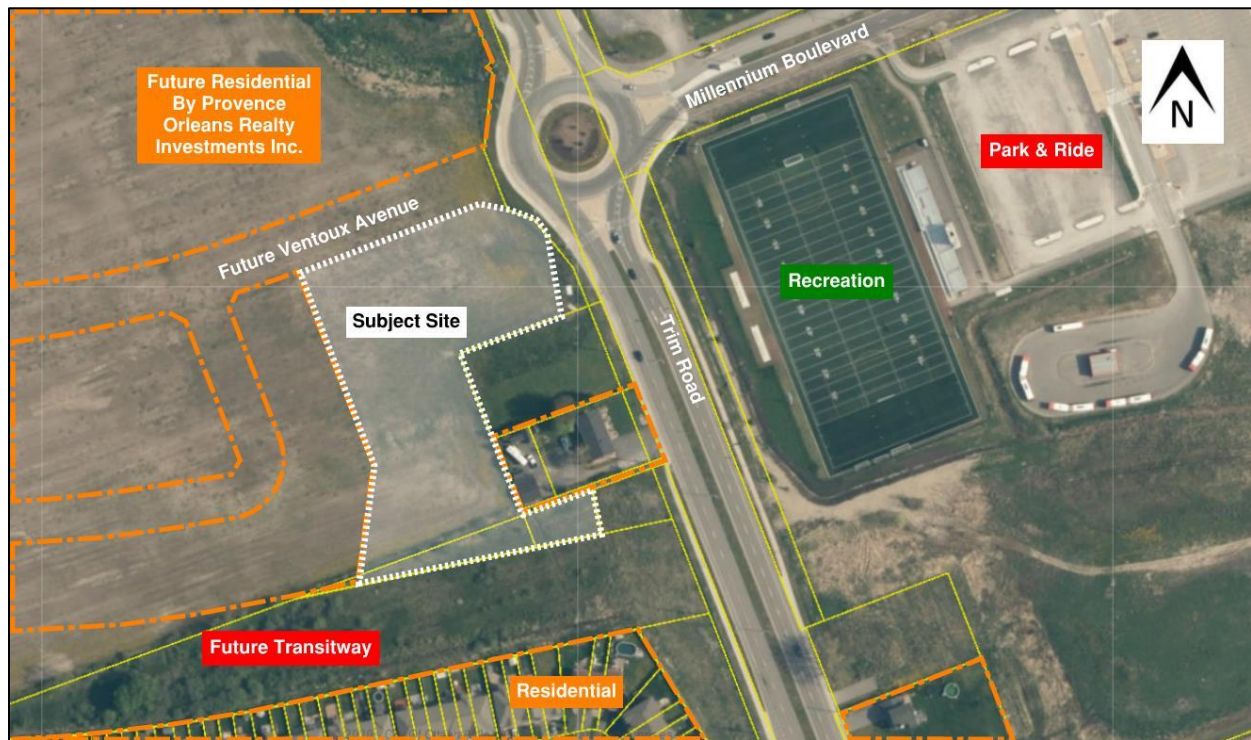 Future Residential
By Provence
Orleans Realty
Investments Inc.
Millennium Boulevard
N
Park & Ride
Future Ventoux Avenue
Recreation
Subject Site
Trim Road
Future Transitway
Residential